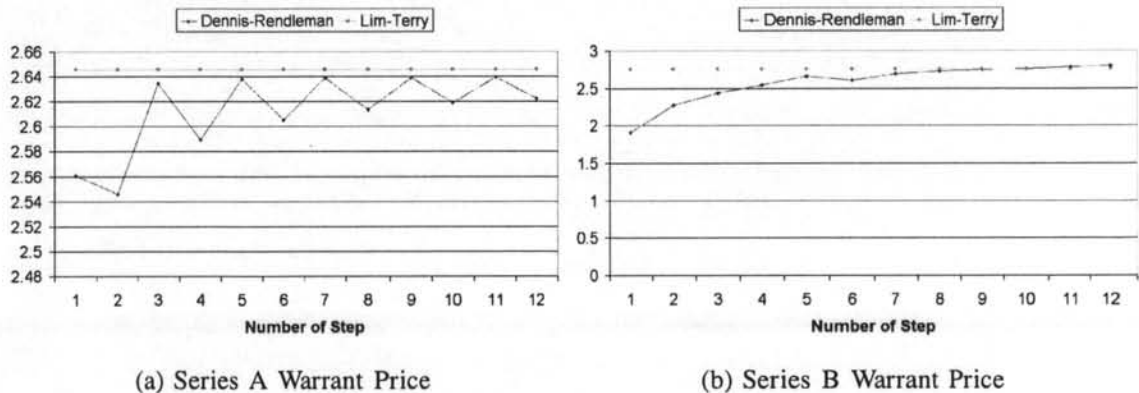 Dennis-Rendleman Lim-Terry
2.66
2.64
2.62
2.6
2.58
2.56
2.54
2.52
2.5
2.48
1 2 3 4 5 6 7 8 9 10 11 12
Number of Step
(a) Series A Warrant Price
Dennis-Rendleman Lim-Terry
3
2.5
2
1.5
1
0.5
0
1 2 3 4 5 6 7 8 9 10 11 12
Number of Step
(b) Series B Warrant Price